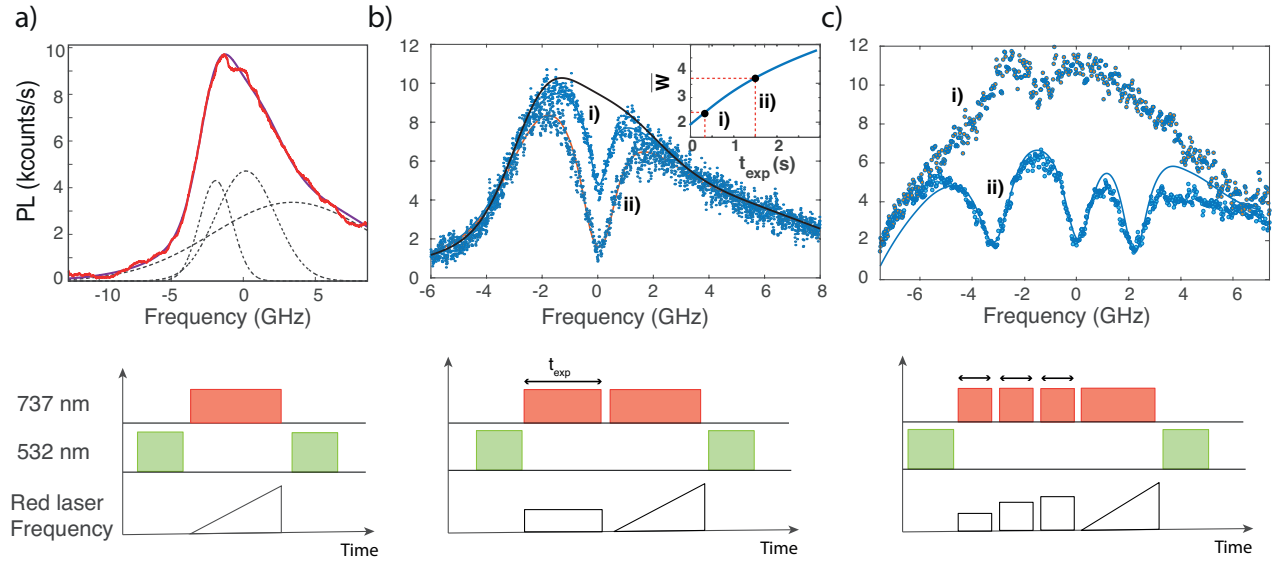 a)
10
8
6
4
2
0
PL (kcounts/s)
-10
-5
0
5
Frequency (GHz)
b)
12
10
8
6
4
2
0
i)
ii)
-6
-4
-2
0
2
4
6
8
Frequency (GHz)
W
4
3
2
i)
ii)
0
1
2
t_exp (s)
c)
12
10
8
6
4
2
0
i)
ii)
-6
-4
-2
0
2
4
6
Frequency (GHz)
737 nm
532 nm
Red laser
Frequency
Time
t_exp
Time
Time